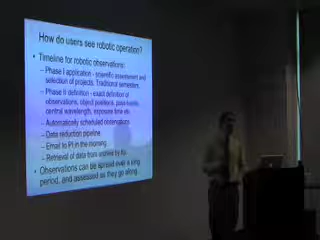 How do users see robotic operation?
• Timeline for robotic observations:
– Phase I application - scientific assessment and
selection of projects. Traditional semesters.
– Phase II definition - exact definition of
observations, object positions, pass-bands,
central wavelength, exposure time etc.
– Automatically scheduled observations
– Data reduction pipeline
– Email to PI in the morning
– Retrieval of data from archive by
• Observations can be spread over a long
period, and assessed as they go along.